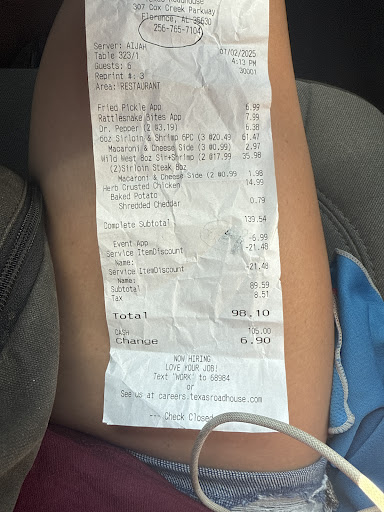 Texas Roadhouse
307 Cox Creek Parkway
Florence, AL 35630
256-765-7104
Server: AIJAH 07/02/2025
Table 323/1 4:13 PM
Guests: 6 30001
Reprint #: 3
Area: RESTAURANT
Fried Pickle App 6.99
Rattlesnake Bites App 7.99
Dr. Pepper (2 @3.19) 6.38
6oz Sirloin & Shrimp 6PC (3 @20.49 61.47
Macaroni & Cheese Side (3 @0.99) 2.97
Wild West 8oz Sir+Shrimp (2 @17.99 35.98
(2)Sirloin Steak 8oz
Macaroni & Cheese Side (2 @0.99 1.98
Herb Crusted Chicken 14.99
Baked Potato
Shredded Cheddar 0.79
Complete Subtotal 139.54
Event App -6.99
Service ItemDiscount -21.48
Name:
Service ItemDiscount -21.48
Name:
Subtotal 89.59
Tax 8.51
Total 98.10
CASH 105.00
Change 6.90
NOW HIRING
LOVE YOUR JOB!
Text "WORK" to 68984
or
See us at careers.texasroadhouse.com
--- Check Closed